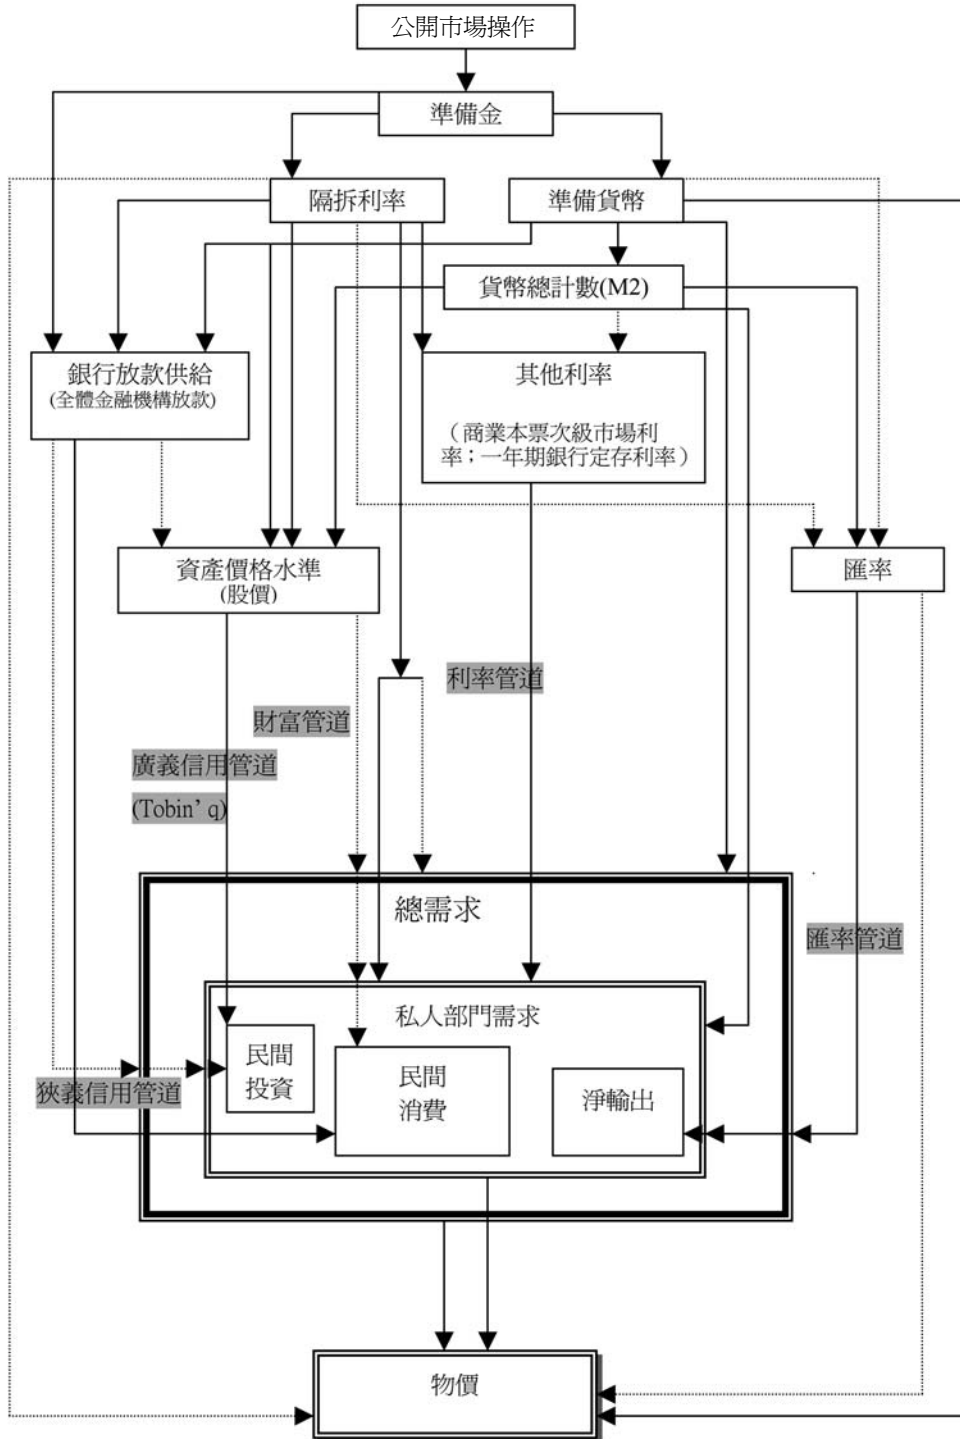 公開市場操作
準備金
隔拆利率
準備貨幣
貨幣總計數(M2)
銀行放款供給
(全體金融機構放款)
其他利率
（商業本票次級市場利
率；一年期銀行定存利率）
資產價格水準
(股價)
匯率
利率管道
財富管道
廣義信用管道
(Tobin’ q)
總需求
匯率管道
私人部門需求
民間
投資
民間
消費
淨輸出
狹義信用管道
物價